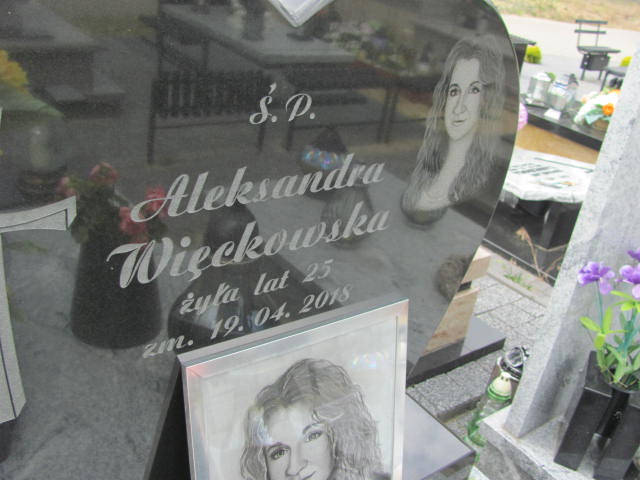 Ś.P.
Aleksandra
Więckowska
żyła lat 25
zm. 19.04.2018